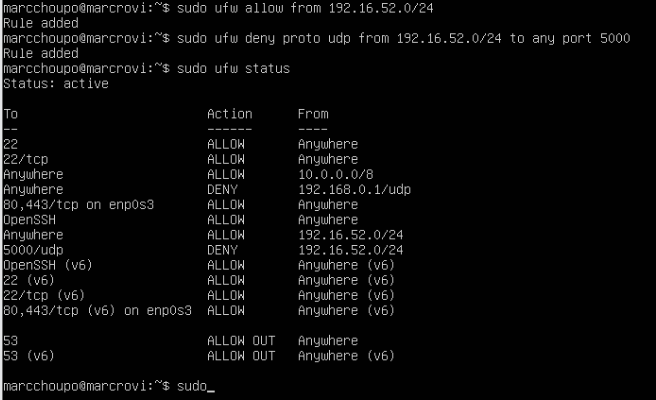 marcchoupo@marcrovi:~$ sudo ufw allow from 192.16.52.0/24
Rule added
marcchoupo@marcrovi:~$ sudo ufw deny proto udp from 192.16.52.0/24 to any port 5000
Rule added
marcchoupo@marcrovi:~$ sudo ufw status
Status: active

To                         Action      From
--                         ------      ----
22                         ALLOW       Anywhere
22/tcp                     ALLOW       Anywhere
Anywhere                   ALLOW       10.0.0.0/8
Anywhere                   DENY        192.168.0.1/udp
80,443/tcp on enp0s3       ALLOW       Anywhere
OpenSSH                    ALLOW       Anywhere
Anywhere                   ALLOW       192.16.52.0/24
5000/udp                   DENY        192.16.52.0/24
OpenSSH (v6)               ALLOW       Anywhere (v6)
22 (v6)                    ALLOW       Anywhere (v6)
22/tcp (v6)                ALLOW       Anywhere (v6)
80,443/tcp (v6) on enp0s3  ALLOW       Anywhere (v6)

53                         ALLOW OUT   Anywhere
53 (v6)                    ALLOW OUT   Anywhere (v6)

marcchoupo@marcrovi:~$ sudo_